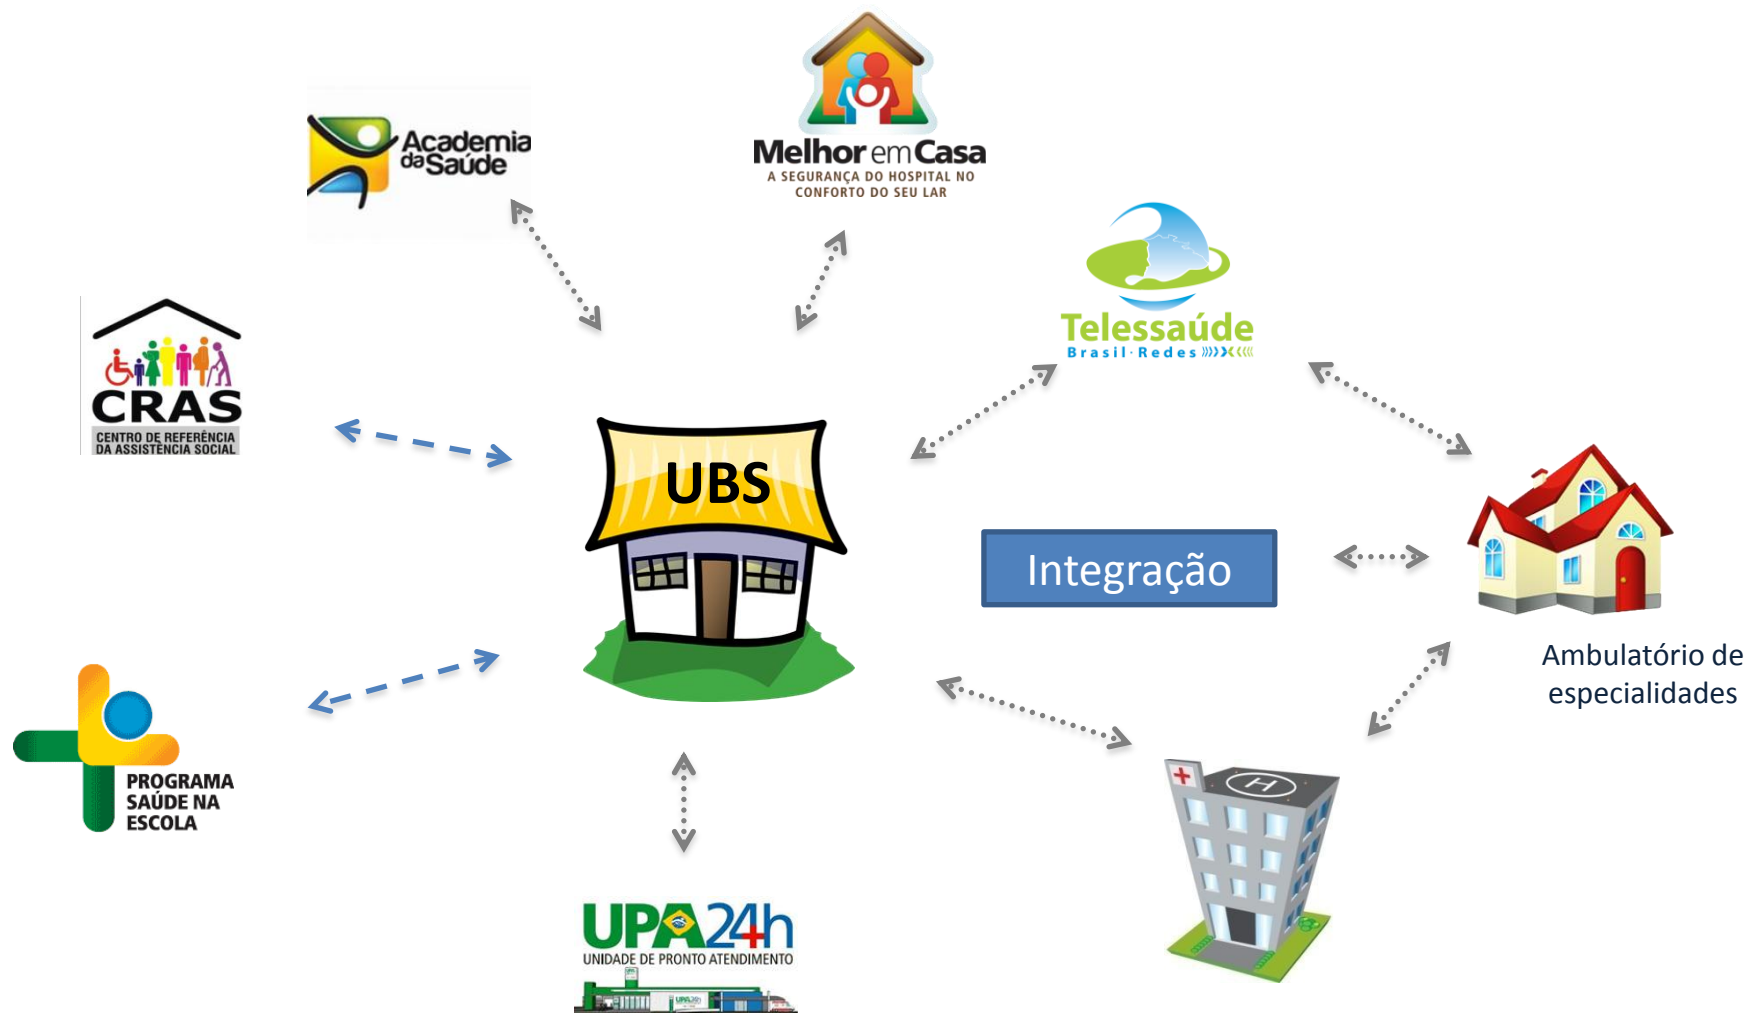 Melhor em Casa
A SEGURANÇA DO HOSPITAL NO
CONFORTO DO SEU LAR
Academia
da Saúde
Telessaúde
Brasil·Redes
CRAS
CENTRO DE REFERÊNCIA
DA ASSISTÊNCIA SOCIAL
UBS
Integração
Ambulatório de
especialidades
PROGRAMA
SAÚDE NA
ESCOLA
H
UPA24h
UNIDADE DE PRONTO ATENDIMENTO
UPA24h